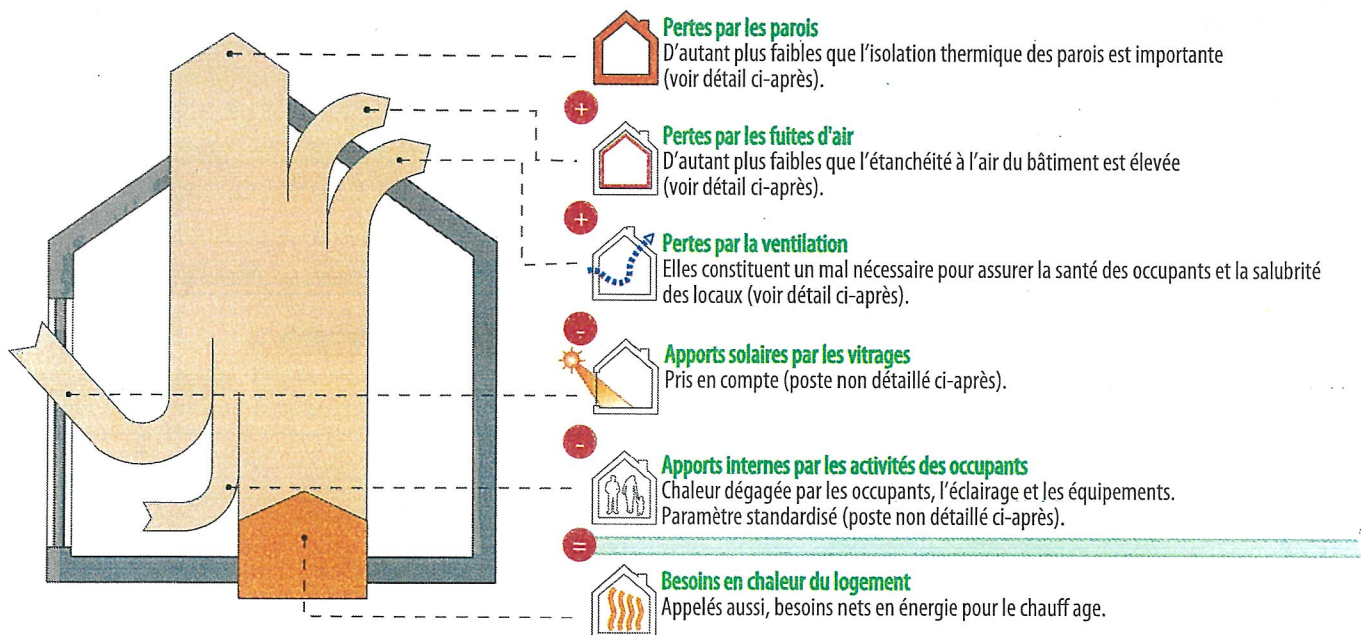 Pertes par les parois
D'autant plus faibles que l'isolation thermique des parois est importante
(voir détail ci-après).
+
Pertes par les fuites d'air
D'autant plus faibles que l'étanchéité à l'air du bâtiment est élevée
(voir détail ci-après).
+
Pertes par la ventilation
Elles constituent un mal nécessaire pour assurer la santé des occupants et la salubrité
des locaux (voir détail ci-après).
-
Apports solaires par les vitrages
Pris en compte (poste non détaillé ci-après).
-
Apports internes par les activités des occupants
Chaleur dégagée par les occupants, l'éclairage et les équipements.
Paramètre standardisé (poste non détaillé ci-après).
=
Besoins en chaleur du logement
Appelés aussi, besoins nets en énergie pour le chauff age.